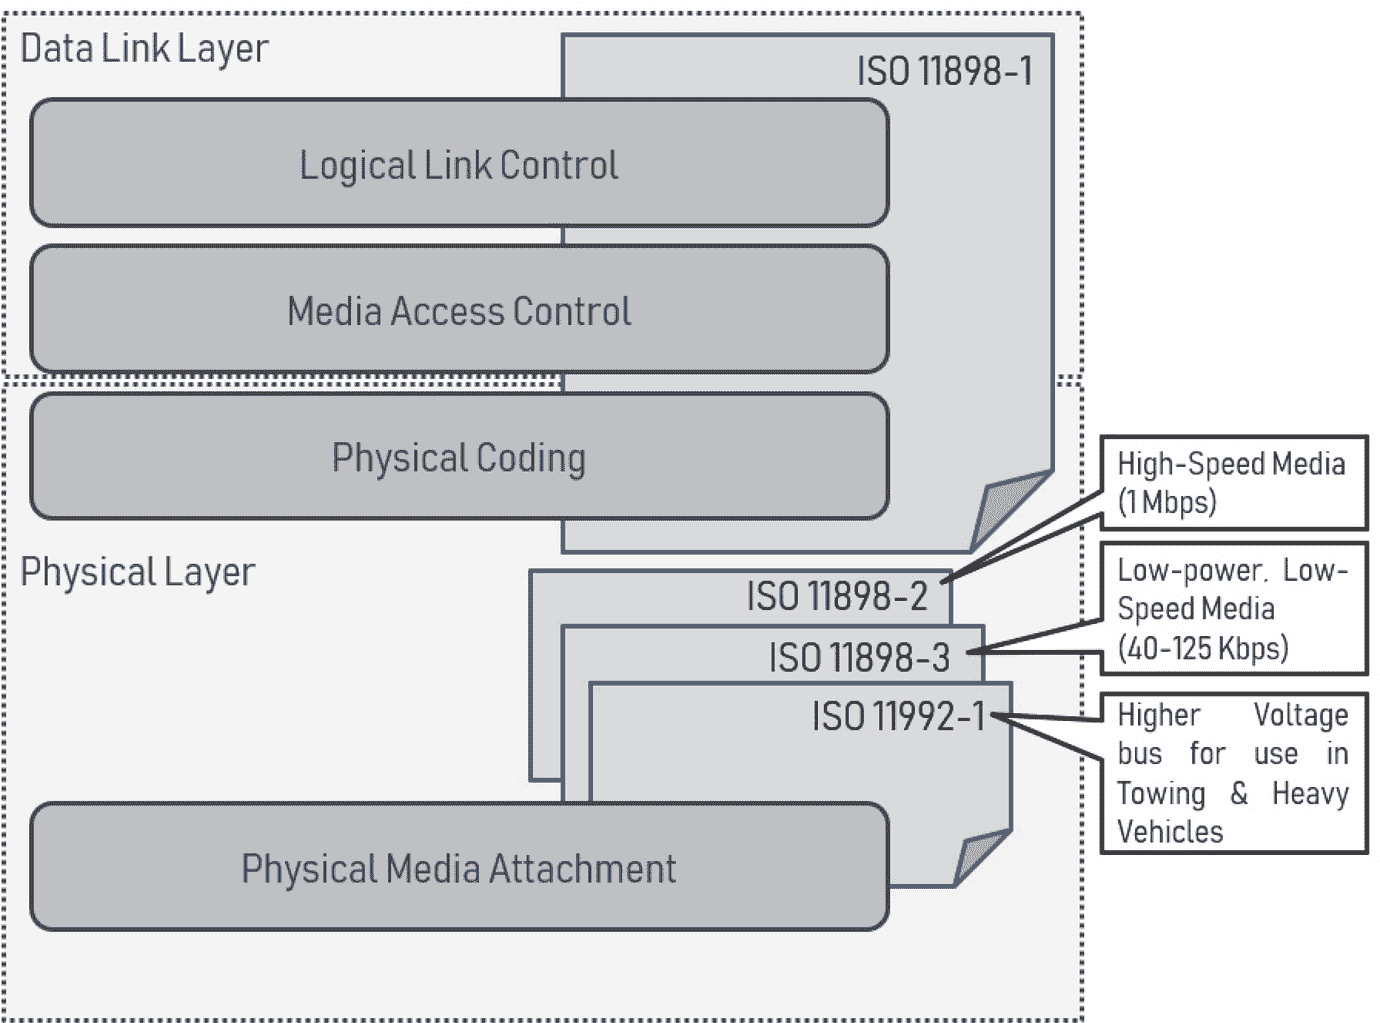 Data Link Layer
ISO 11898-1
Logical Link Control
Media Access Control
Physical Coding
High-Speed Media
(1 Mbps)
Physical Layer
Low-power, Low-
Speed Media
(40-125 Kbps)
ISO 11898-2
ISO 11898-3
ISO 11992-1
Higher Voltage
bus for use in
Towing & Heavy
Vehicles
Physical Media Attachment